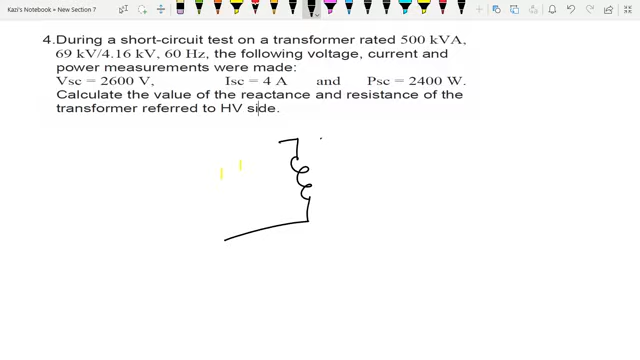 Kazi's Notebook » New Section 7
4.During a short-circuit test on a transformer rated 500 kVA,
69 kV/4.16 kV, 60 Hz, the following voltage, current and
power measurements were made:
Vsc = 2600 V, Isc = 4 A and Psc = 2400 W.
Calculate the value of the reactance and resistance of the
transformer referred to HV side.